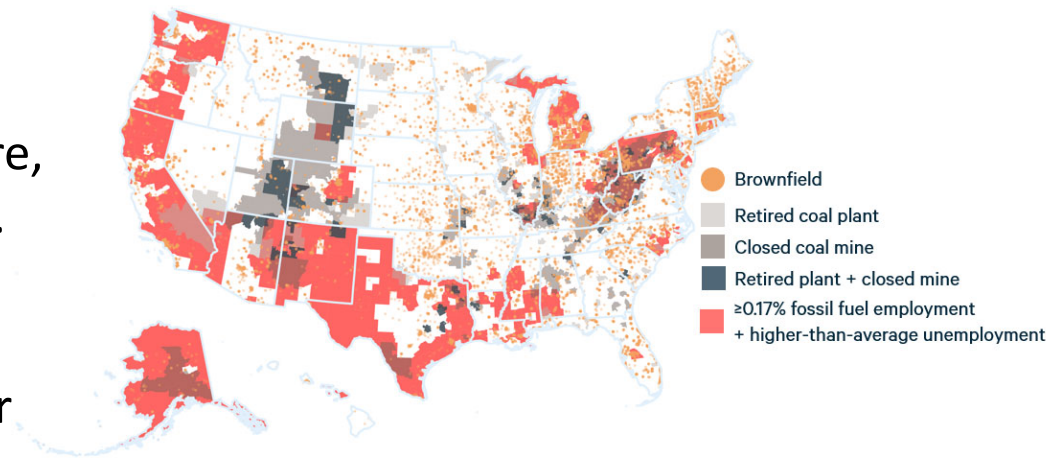 re,
.
r
Brownfield
Retired coal plant
Closed coal mine
Retired plant + closed mine
≥0.17% fossil fuel employment
+ higher-than-average unemployment